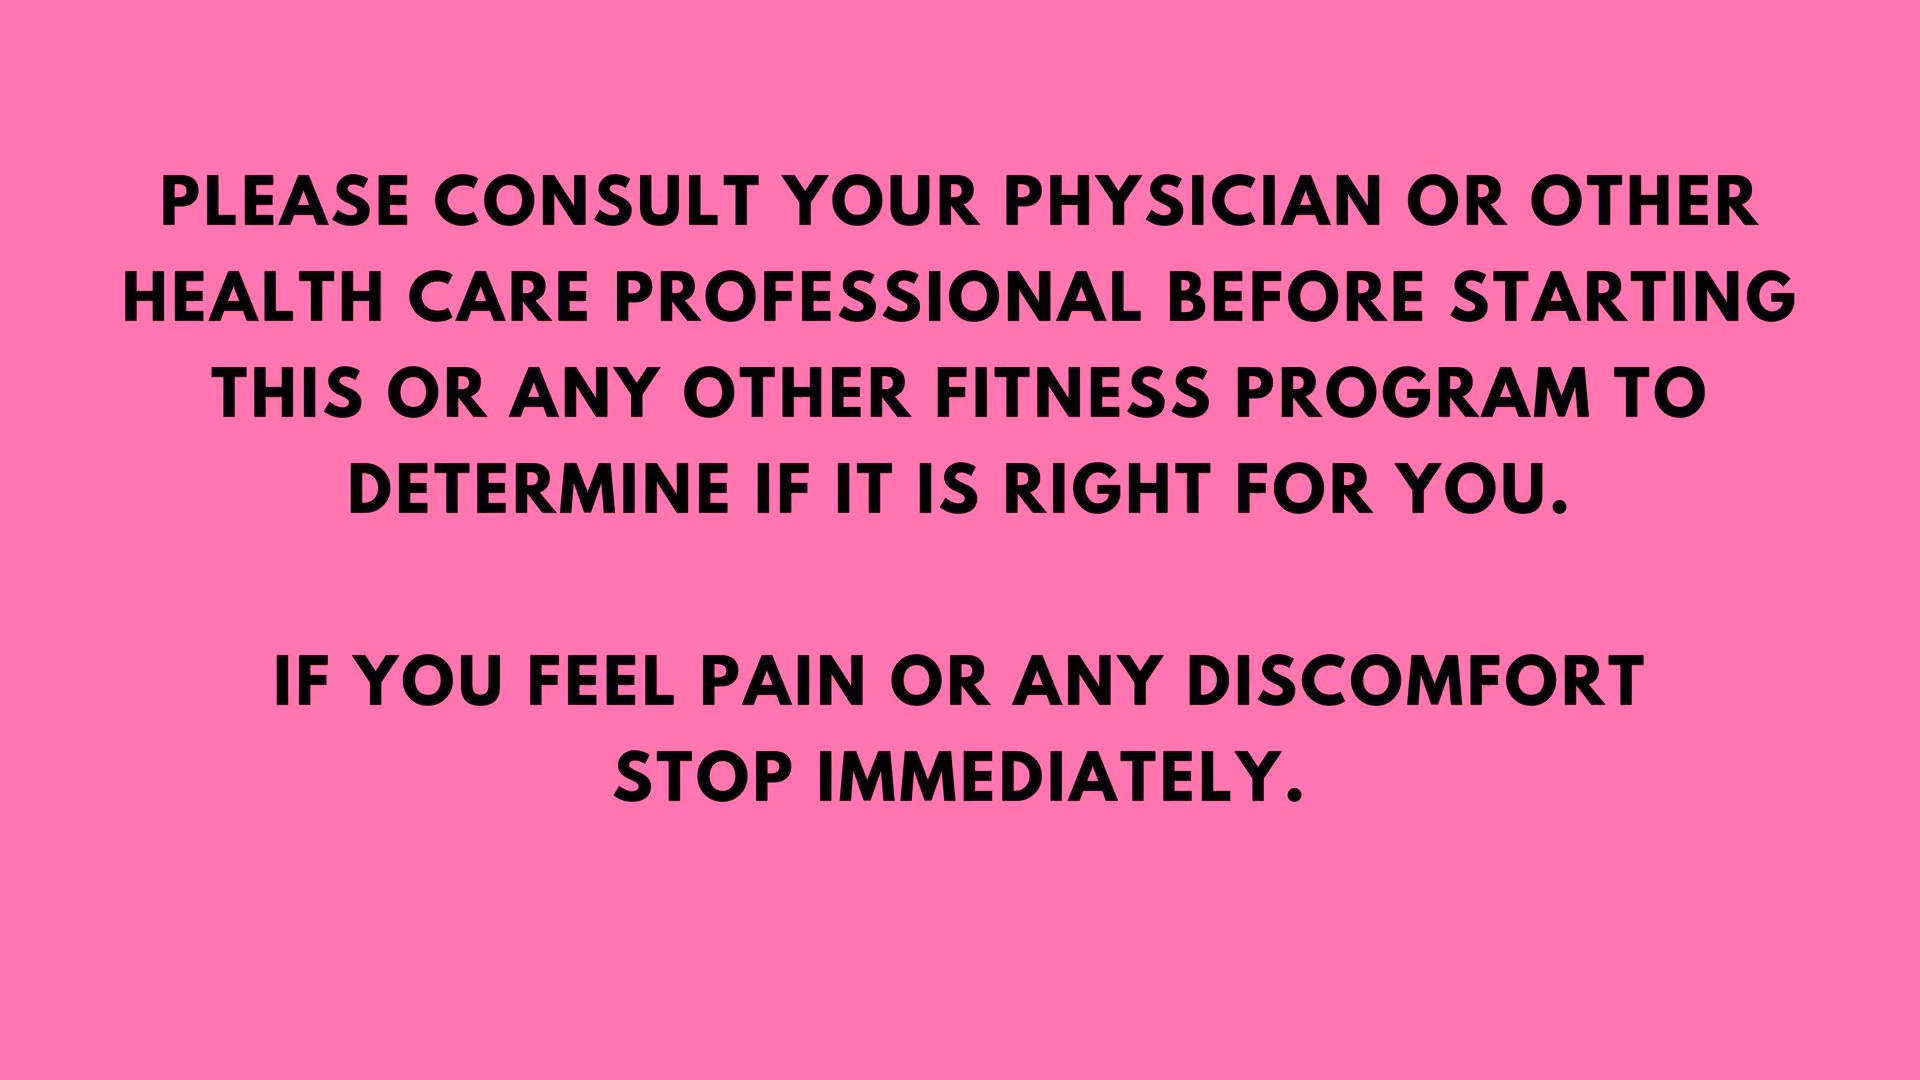 PLEASE CONSULT YOUR PHYSICIAN OR OTHER
HEALTH CARE PROFESSIONAL BEFORE STARTING
THIS OR ANY OTHER FITNESS PROGRAM TO
DETERMINE IF IT IS RIGHT FOR YOU.
IF YOU FEEL PAIN OR ANY DISCOMFORT
STOP IMMEDIATELY.